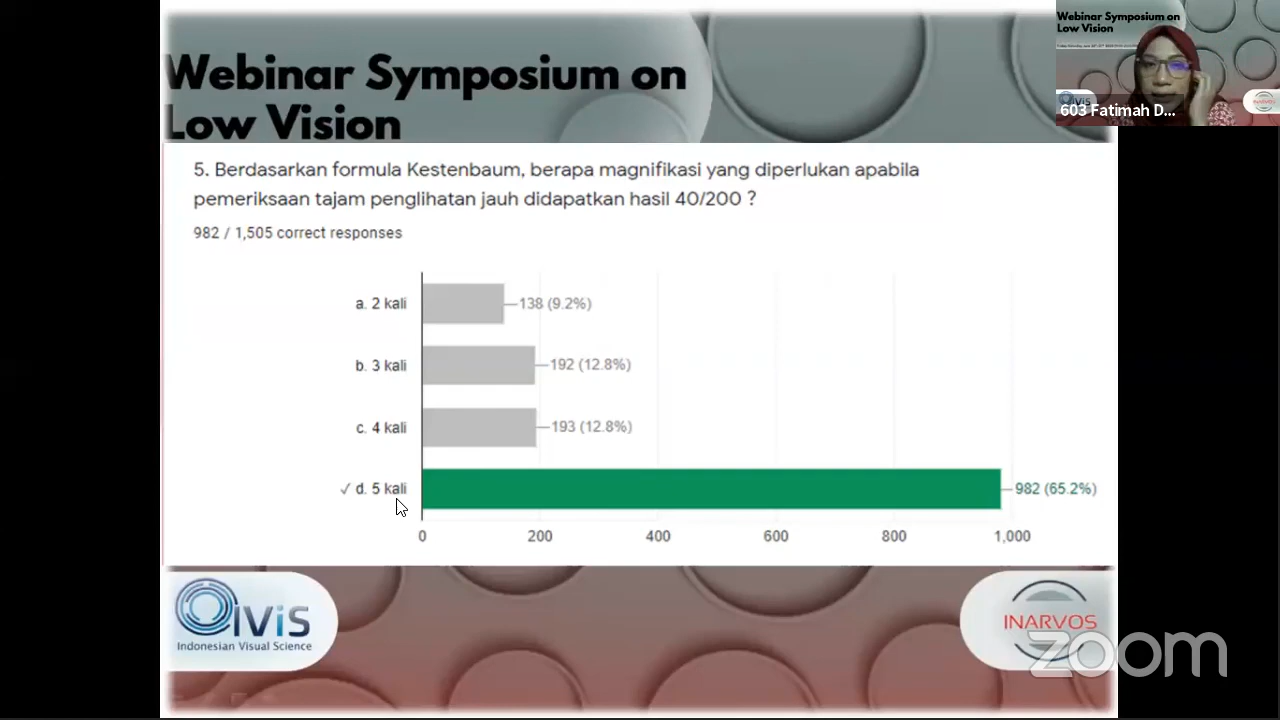 Webinar Symposium on
Low Vision
Webinar Symposium on
Low Vision
603 Fatimah D...
5. Berdasarkan formula Kestenbaum, berapa magnifikasi yang diperlukan apabila
pemeriksaan tajam penglihatan jauh didapatkan hasil 40/200 ?
982 / 1,505 correct responses
a. 2 kali
138 (9.2%)
b. 3 kali
192 (12.8%)
c. 4 kali
193 (12.8%)
✓ d. 5 kali
982 (65.2%)
0 200 400 600 800 1,000
IViS
Indonesian Visual Science
INARVOS
zoom